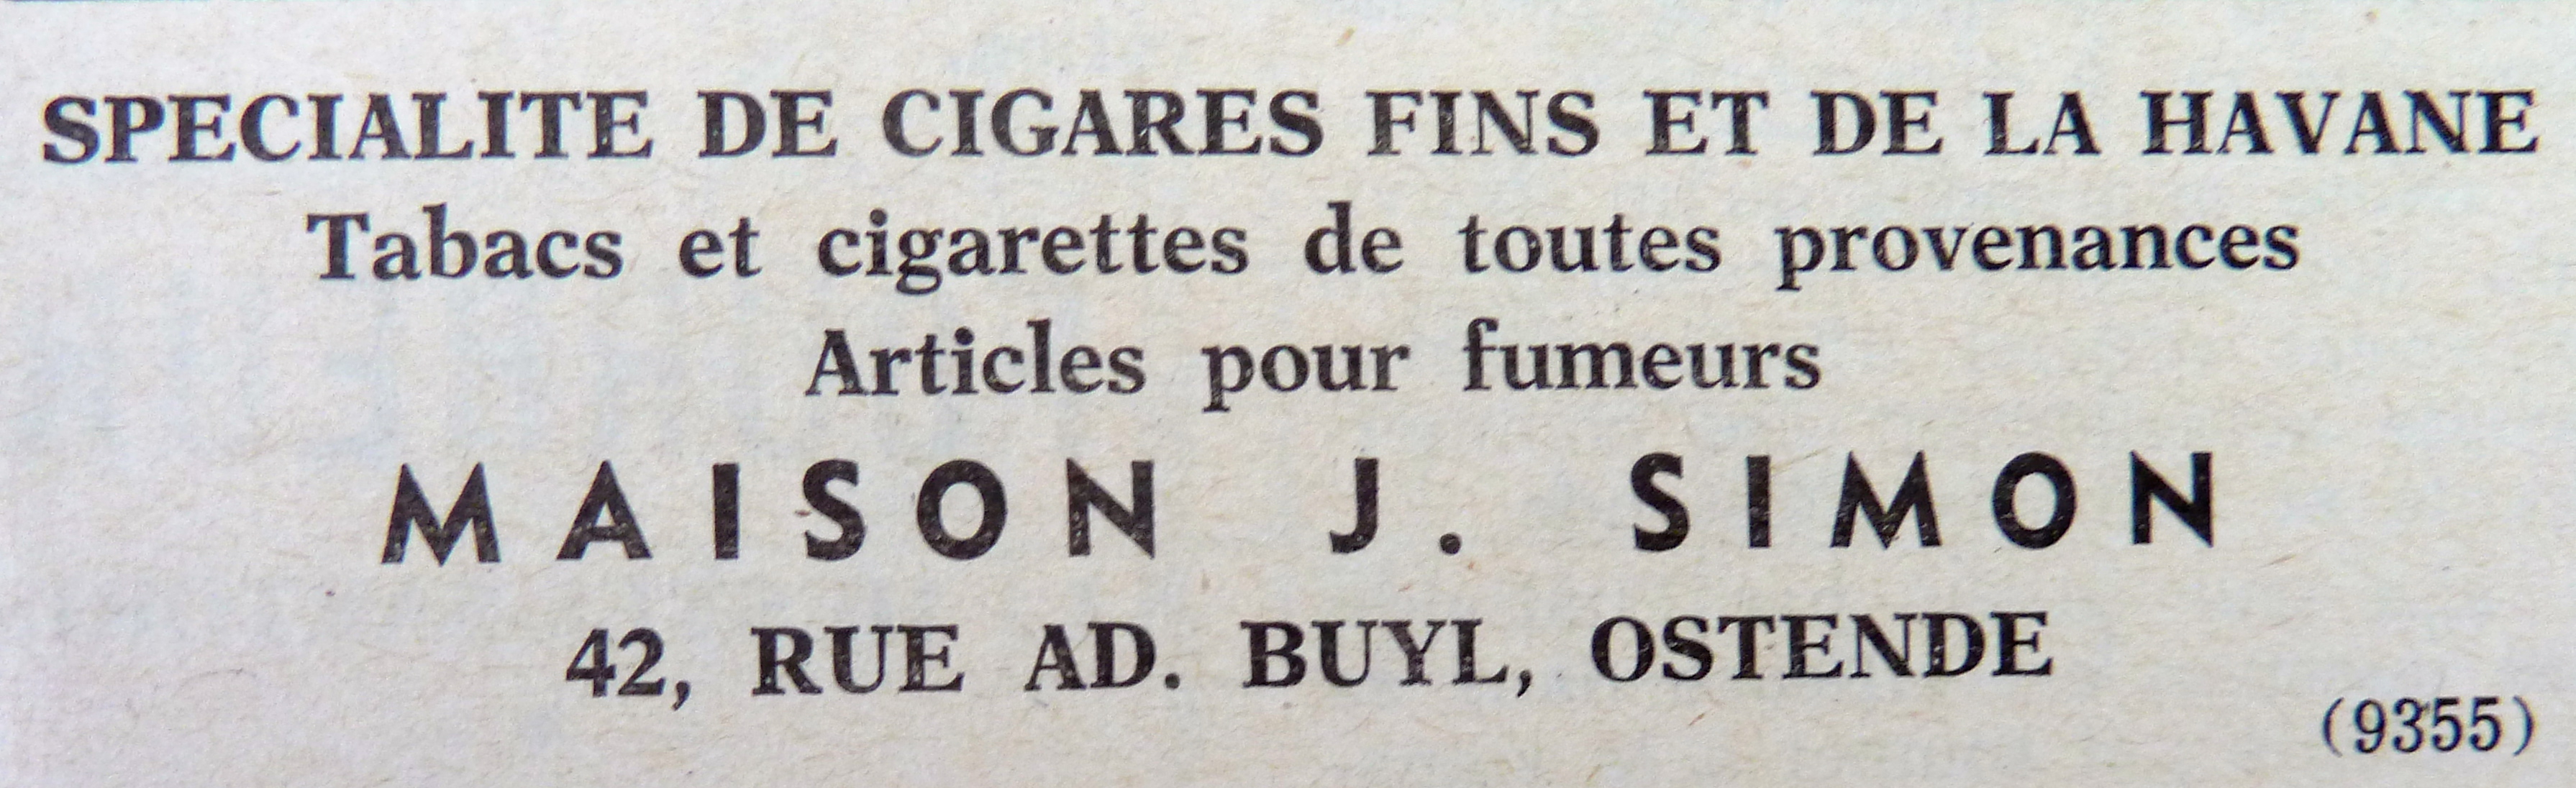 SPECIALITE DE CIGARES FINS ET DE LA HAVANE
Tabacs et cigarettes de toutes provenances
Articles pour fumeurs
MAISON J. SIMON
42, RUE AD. BUYL, OSTENDE
(9355)